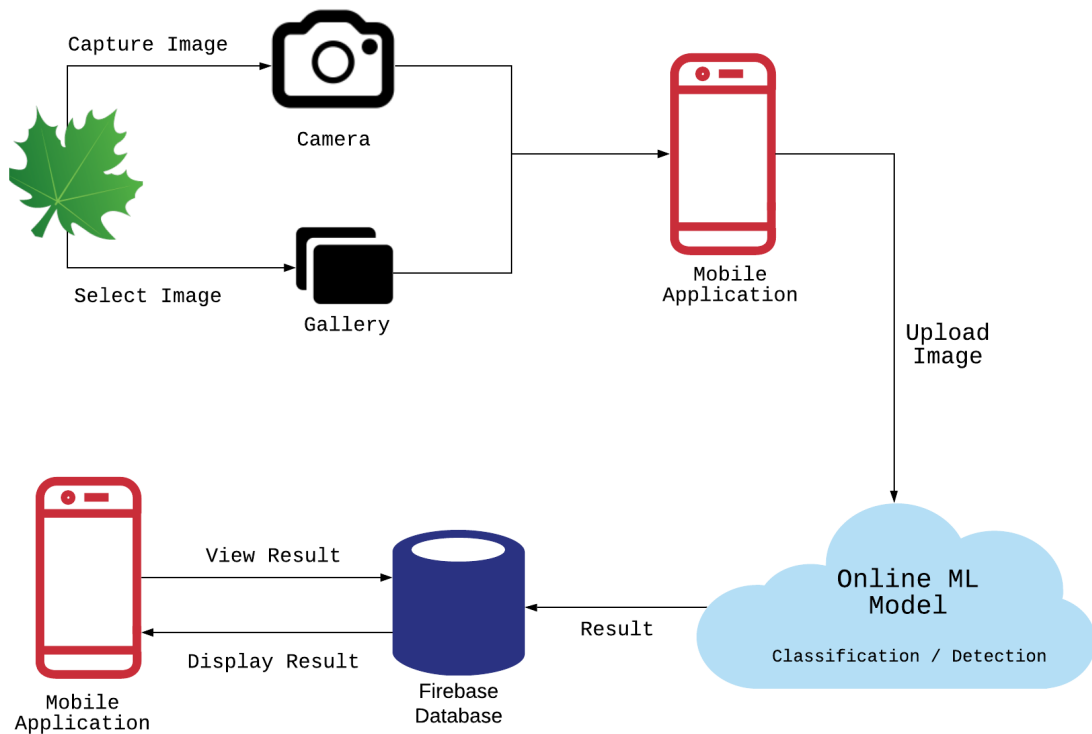 Capture Image
Camera
Select Image
Gallery
Mobile
Application
Upload
Image
Online ML
Model
Classification / Detection
Result
Firebase
Database
View Result
Display Result
Mobile
Application